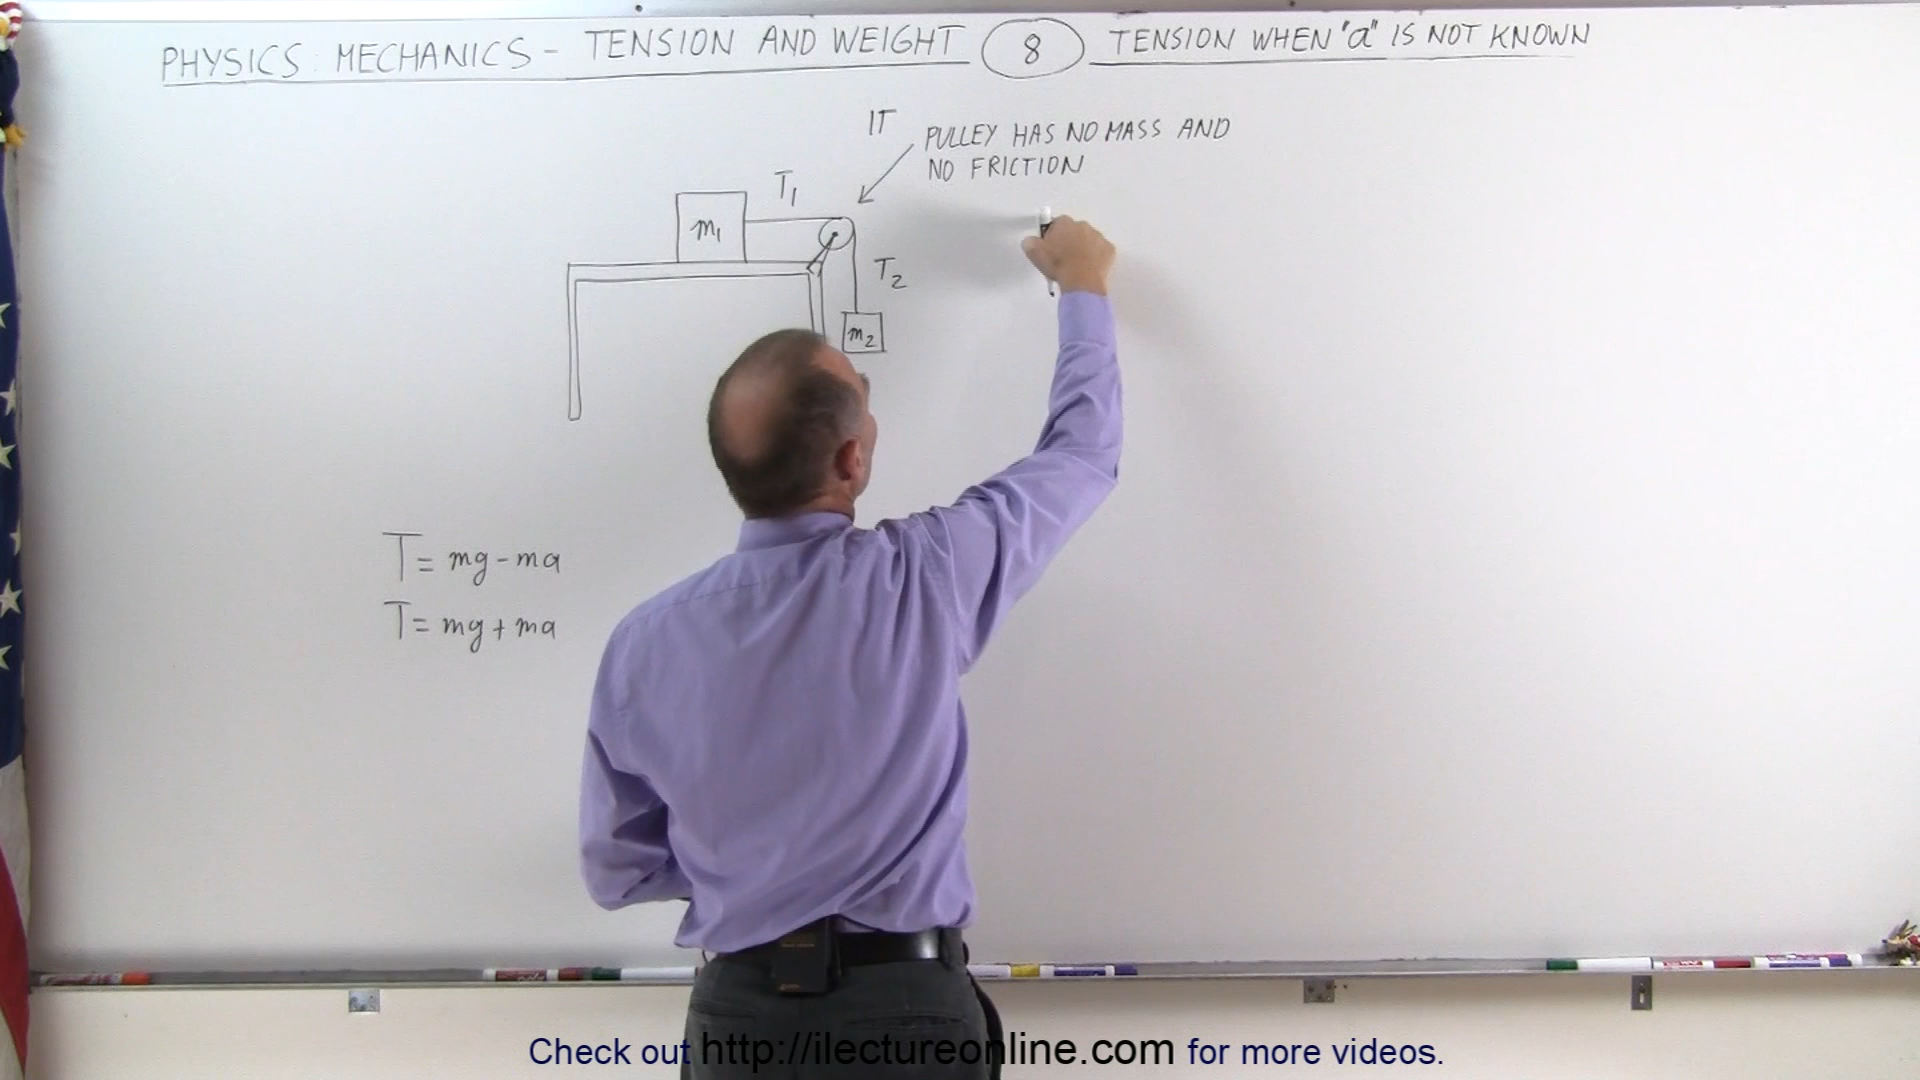 PHYSICS: MECHANICS - TENSION AND WEIGHT 8 TENSION WHEN "a" IS NOT KNOWN
IT
PULLEY HAS NO MASS AND
NO FRICTION
T1
m1
T2
m2
T = mg - ma
T = mg + ma
Check out http://ilectureonline.com for more videos.